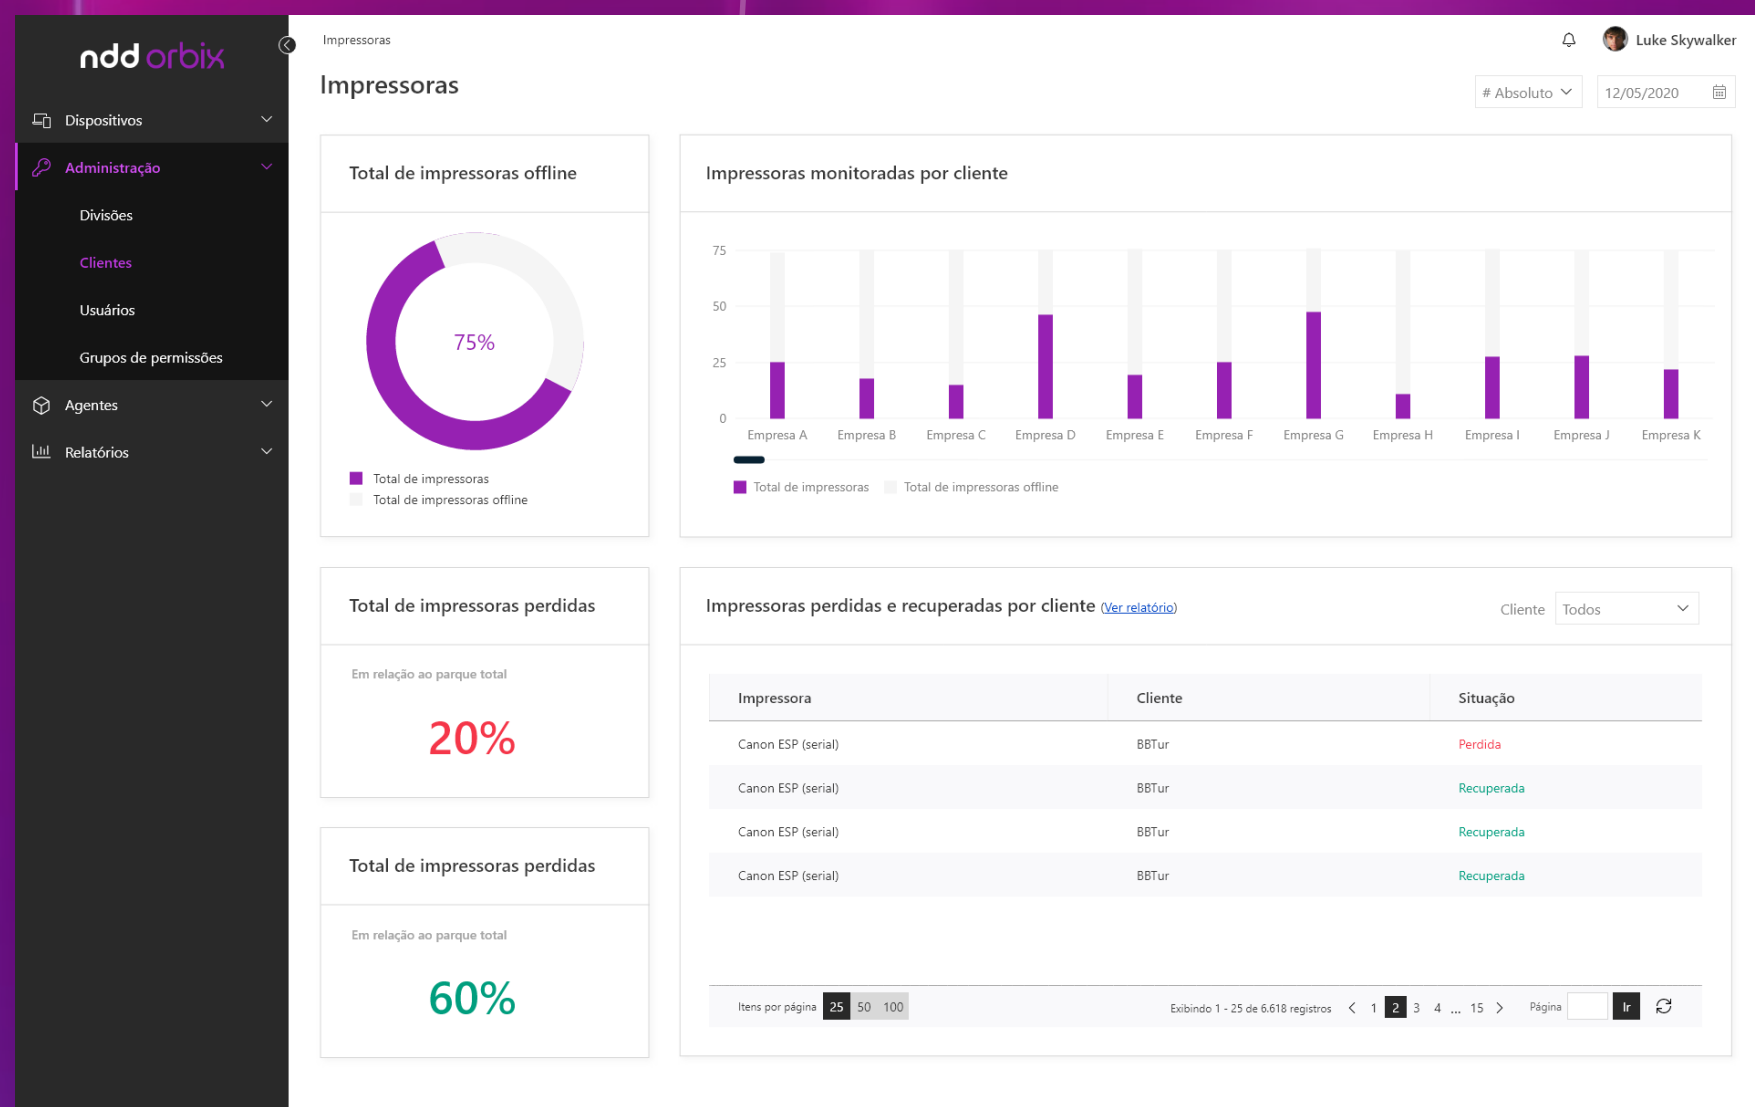 ndd orbix
Impressoras
Luke Skywalker
Impressoras
# Absoluto
12/05/2020
Dispositivos
Administração
Divisões
Clientes
Usuários
Grupos de permissões
Agentes
Relatórios
Total de impressoras offline
75%
Total de impressoras
Total de impressoras offline
Impressoras monitoradas por cliente
75
50
25
0
Empresa A Empresa B Empresa C Empresa D Empresa E Empresa F Empresa G Empresa H Empresa I Empresa J Empresa K
Total de impressoras Total de impressoras offline
Total de impressoras perdidas
Em relação ao parque total
20%
Total de impressoras perdidas
Em relação ao parque total
60%
Impressoras perdidas e recuperadas por cliente (Ver relatório)
Cliente Todos
Impressora Cliente Situação
Canon ESP (serial) BBTur Perdida
Canon ESP (serial) BBTur Recuperada
Canon ESP (serial) BBTur Recuperada
Canon ESP (serial) BBTur Recuperada
Itens por página 25 50 100 Exibindo 1 - 25 de 6.618 registros 1 2 3 4 ... 15 Página Ir